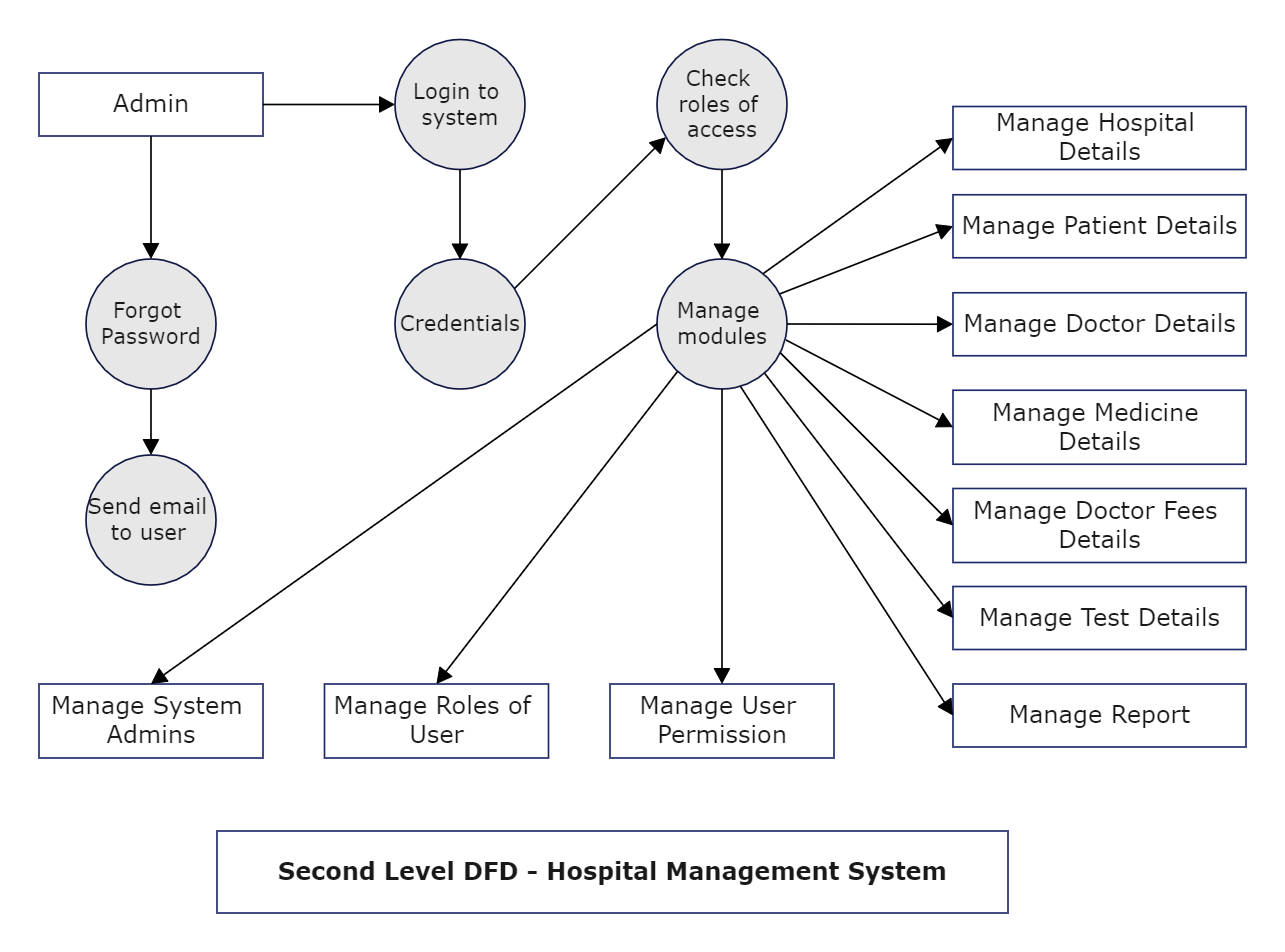 Admin
Login to
system
Check
roles of
access
Manage Hospital
Details
Manage Patient Details
Forgot
Password
Credentials
Manage
modules
Manage Doctor Details
Manage Medicine
Details
Send email
to user
Manage Doctor Fees
Details
Manage Test Details
Manage System
Admins
Manage Roles of
User
Manage User
Permission
Manage Report
Second Level DFD - Hospital Management System